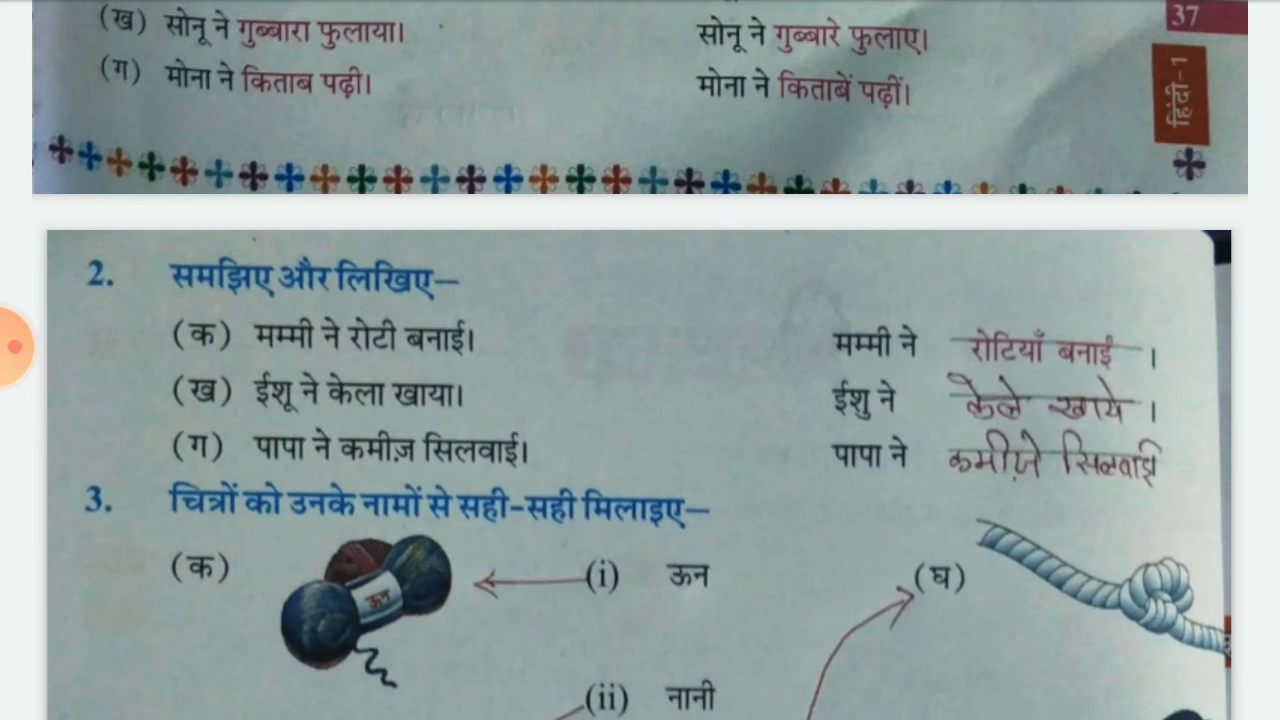 (ख) सोनू ने गुब्बारा फुलाया। सोनू ने गुब्बारे फुलाए।
37
(ग) मोना ने किताब पढ़ी। मोना ने किताबें पढ़ीं।
हिंदी-1
2. समझिए और लिखिए–
(क) मम्मी ने रोटी बनाई। मम्मी ने रोटियाँ बनाईं ।
(ख) ईशू ने केला खाया। ईशु ने केले खाये ।
(ग) पापा ने कमीज़ सिलवाई। पापा ने कमीज़े सिलवाई
3. चित्रों को उनके नामों से सही-सही मिलाइए–
(क) ऊन (i) ऊन (घ)
(ii) नानी